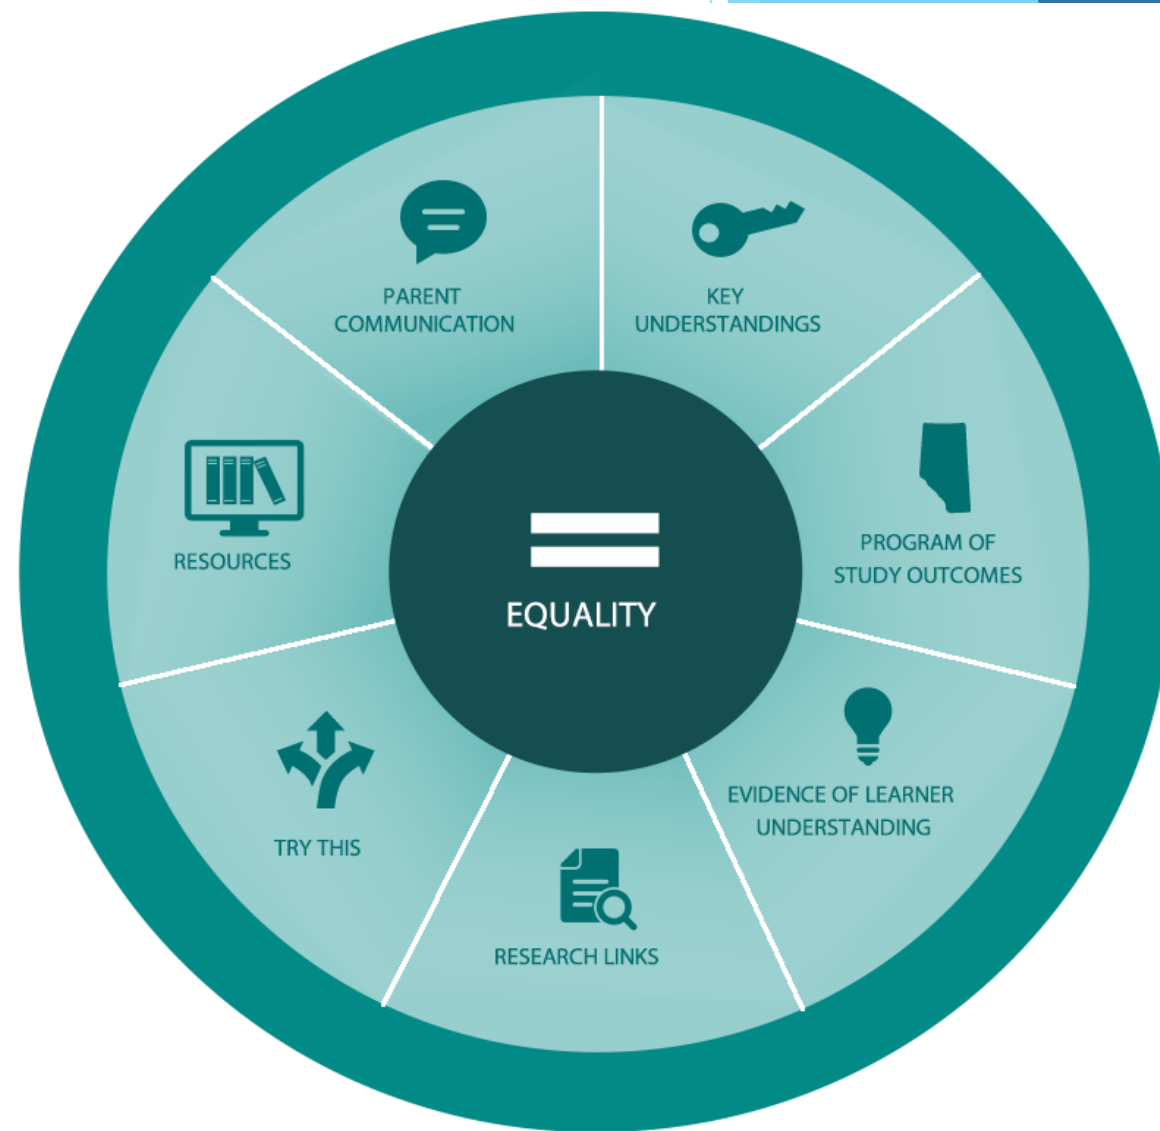 PARENT
COMMUNICATION
KEY
UNDERSTANDINGS
PROGRAM OF
STUDY OUTCOMES
EVIDENCE OF LEARNER
UNDERSTANDING
RESEARCH LINKS
TRY THIS
RESOURCES
=
EQUALITY